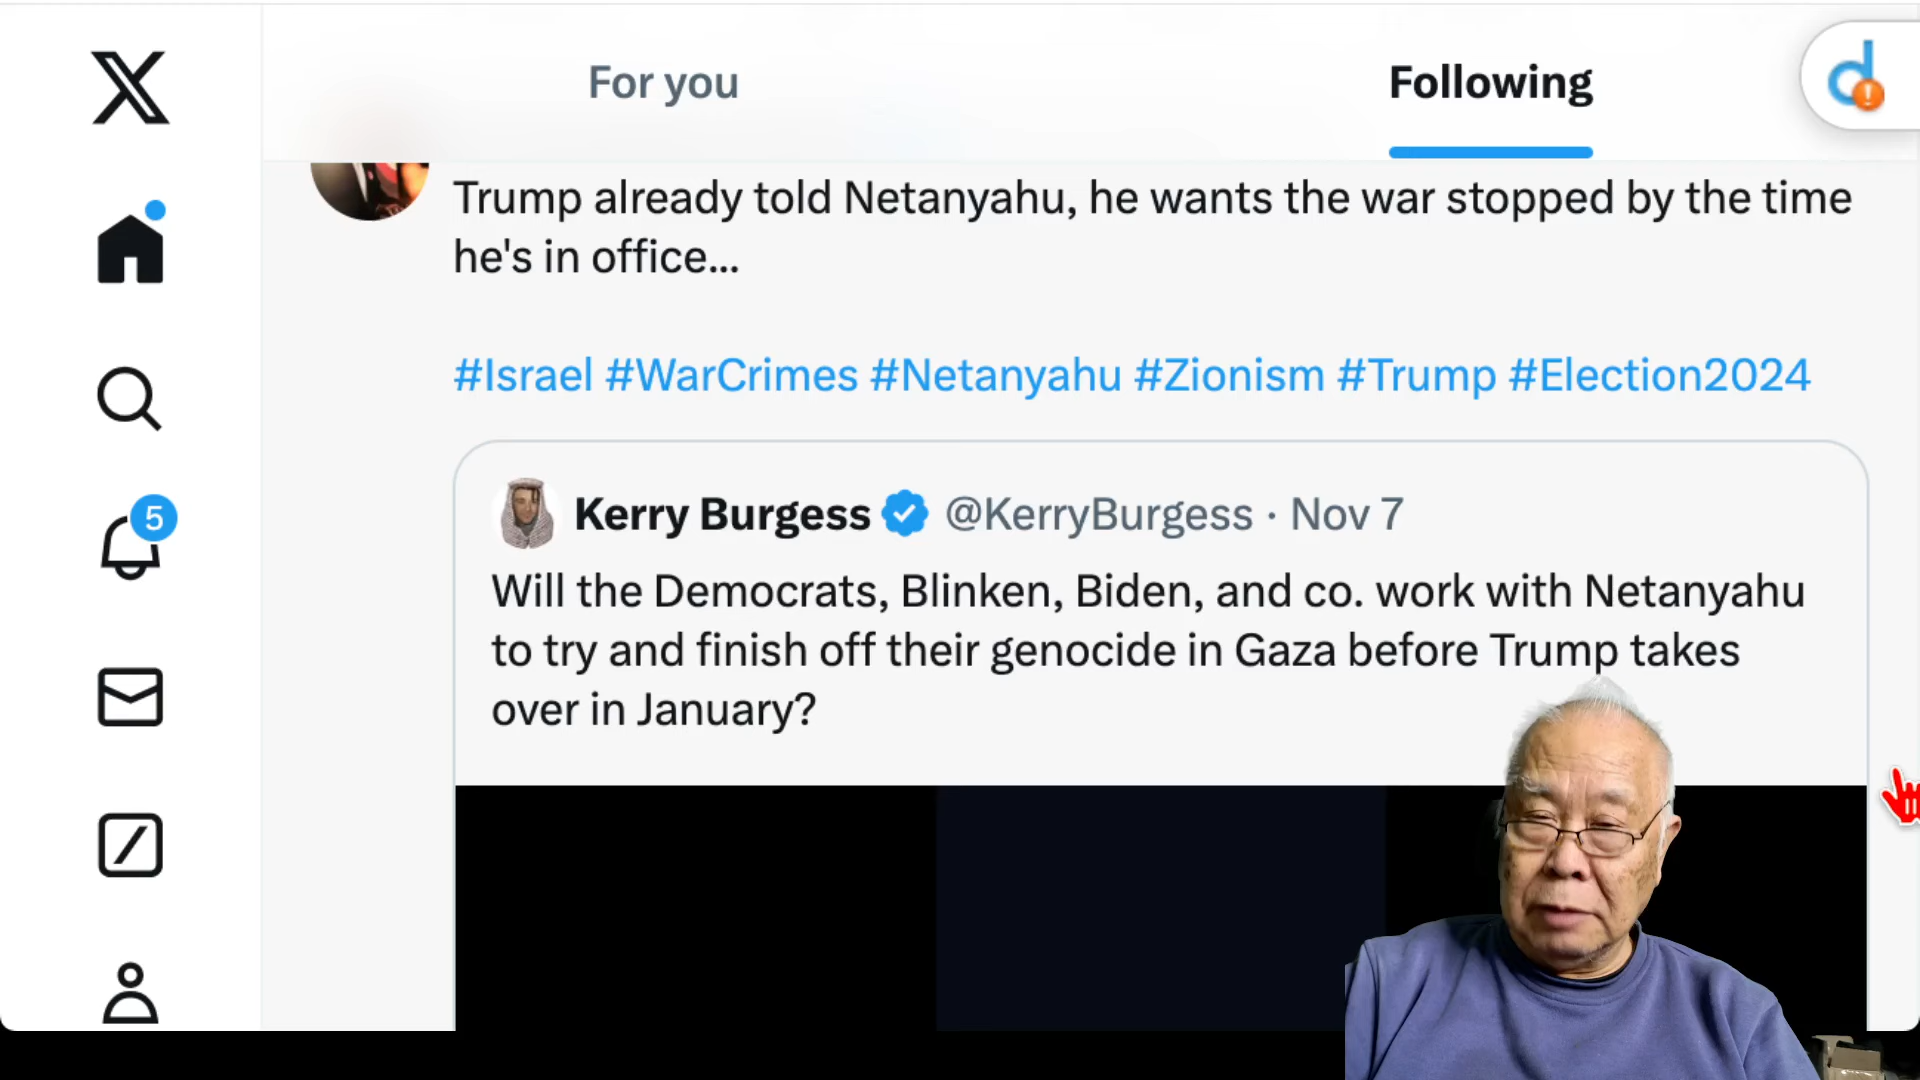 For you
Following
Trump already told Netanyahu, he wants the war stopped by the time
he's in office...
#Israel #WarCrimes #Netanyahu #Zionism #Trump #Election2024
5
Kerry Burgess @KerryBurgess · Nov 7
Will the Democrats, Blinken, Biden, and co. work with Netanyahu
to try and finish off their genocide in Gaza before Trump takes
over in January?